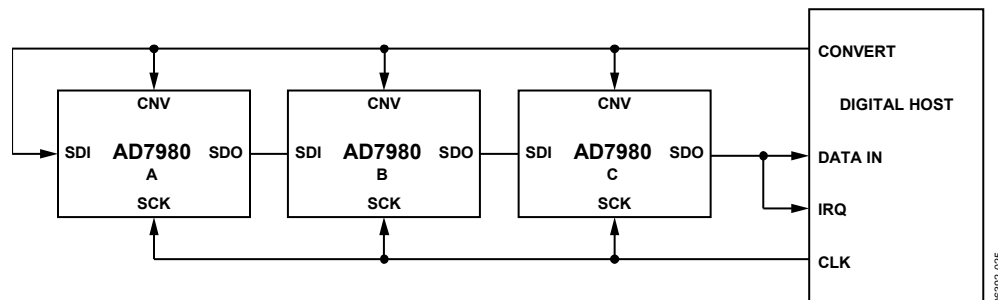 CONVERT
CNV CNV CNV
DIGITAL HOST
SDI AD7980 SDO SDI AD7980 SDO SDI AD7980 SDO DATA IN
A B C
SCK SCK SCK
IRQ
CLK